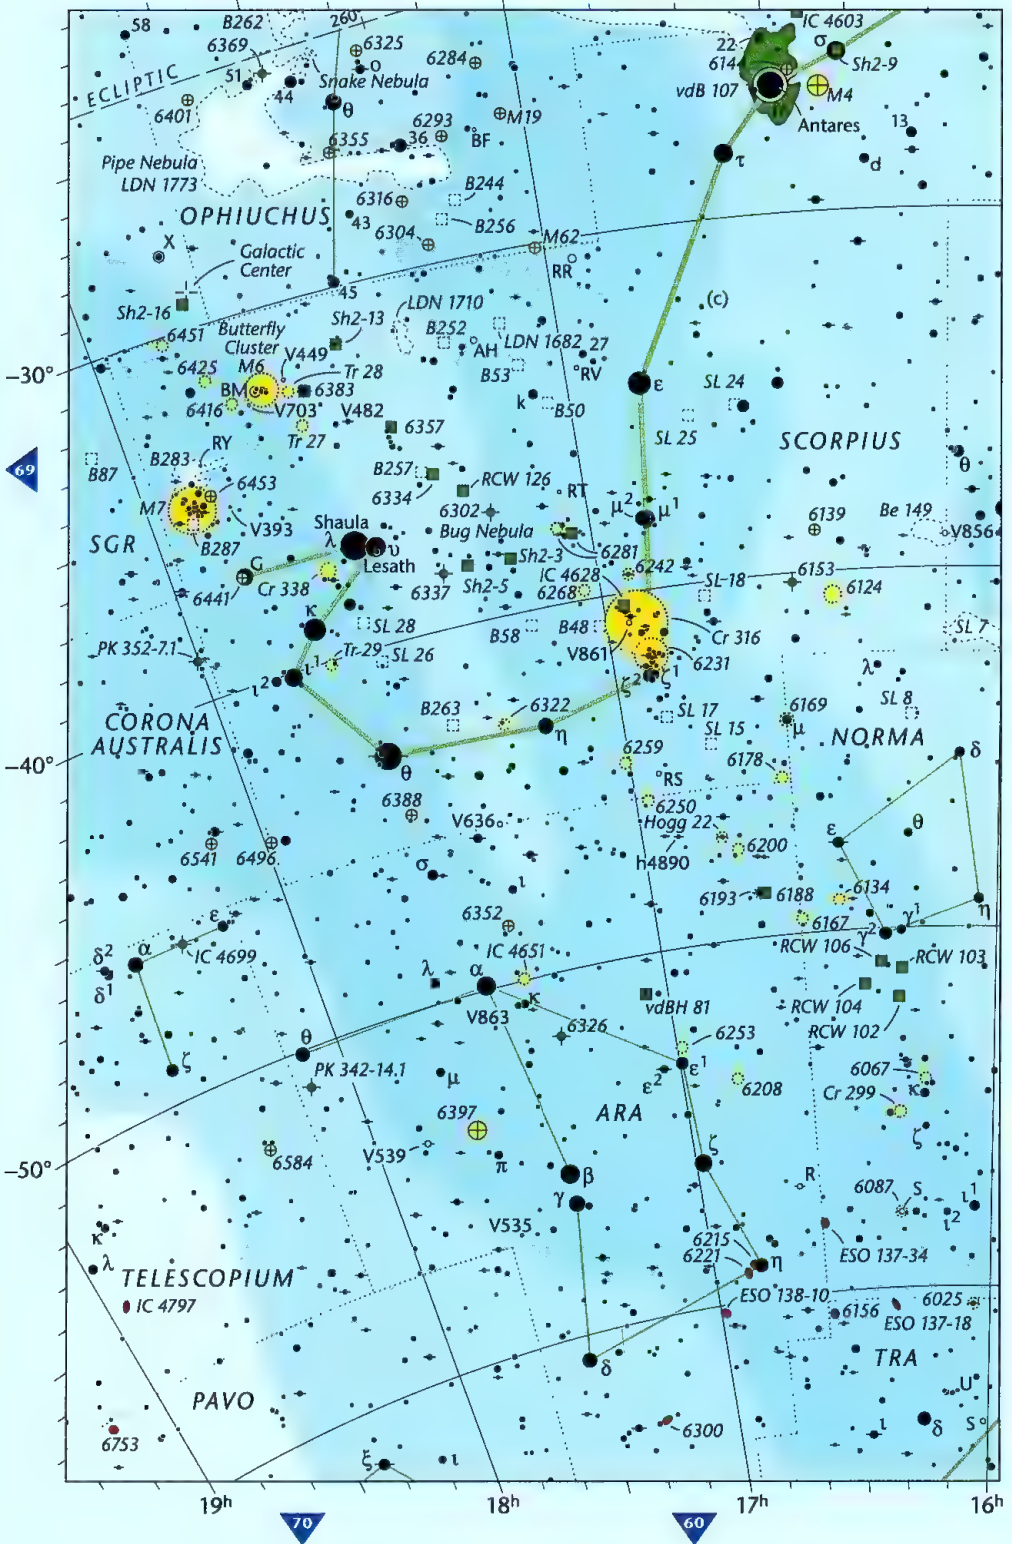 58
B262
260
6325
6284
IC 4603
22
σ
6369
ο
614
Sh2-9
ECLIPTIC
51
44
Snake Nebula
vdB 107
M4
6401
θ
M19
Antares
13
6293
BF
6355
36
τ
d
Pipe Nebula
LDN 1773
6316
B244
OPHIUCHUS
43
B256
6304
X
M62
Galactic
Center
RR
45
(c)
Sh2-16
LDN 1710
Butterfly
Cluster
M6
Sh2-13
B252
LDN 1682
6451
AH
27
V449
Tr 28
B53
RV
−30°
6425
ε
SL 24
BM
6383
6416
V703
V482
k
B50
Tr 27
6357
SL 25
SCORPIUS
RY
69
B283
B87
B257
RCW 126
θ
6453
6334
RT
M7
6302
μ²
μ¹
6139
Be 149
V393
Shaula
Bug Nebula
V856
SGR
B287
λ
υ
Lesath
Sh2-3
6281
G
6242
IC 4628
SL 18
6153
6441
Cr 338
6337
Sh2-5
6268
6124
κ
SL 28
B58
B48
Cr 316
SL 7
PK 352-7.1
Tr 29
SL 26
V861
6231
λ
ι²
ι¹
ζ²
ζ¹
SL 8
CORONA
AUSTRALIS
B263
6322
SL 17
6169
η
SL 15
μ
NORMA
−40°
θ
6259
6178
δ
RS
6388
6250
V636
Hogg 22
ε
θ
6541
6496
h4890
6200
σ
ι
6193
6188
6134
η
ε
6352
6167
γ²
γ¹
α
IC 4699
IC 4651
RCW 106
RCW 103
δ²
δ¹
λ
α
κ
vdBH 81
RCW 104
RCW 102
V863
6326
6253
θ
ζ
PK 342-14.1
μ
ε²
ε¹
6067
κ
6208
Cr 299
6397
ARA
ζ
ζ
V539
6584
π
−50°
β
R
6087
S
ι¹
γ
ι²
κ
V535
6215
6221
η
ESO 137-34
λ
TELESCOPIUM
IC 4797
ESO 138-10
6156
6025
ESO 137-18
δ
TRA
PAVO
U
6753
6300
ι
δ
S
ξ
ι
19h
18h
17h
16h
70
60